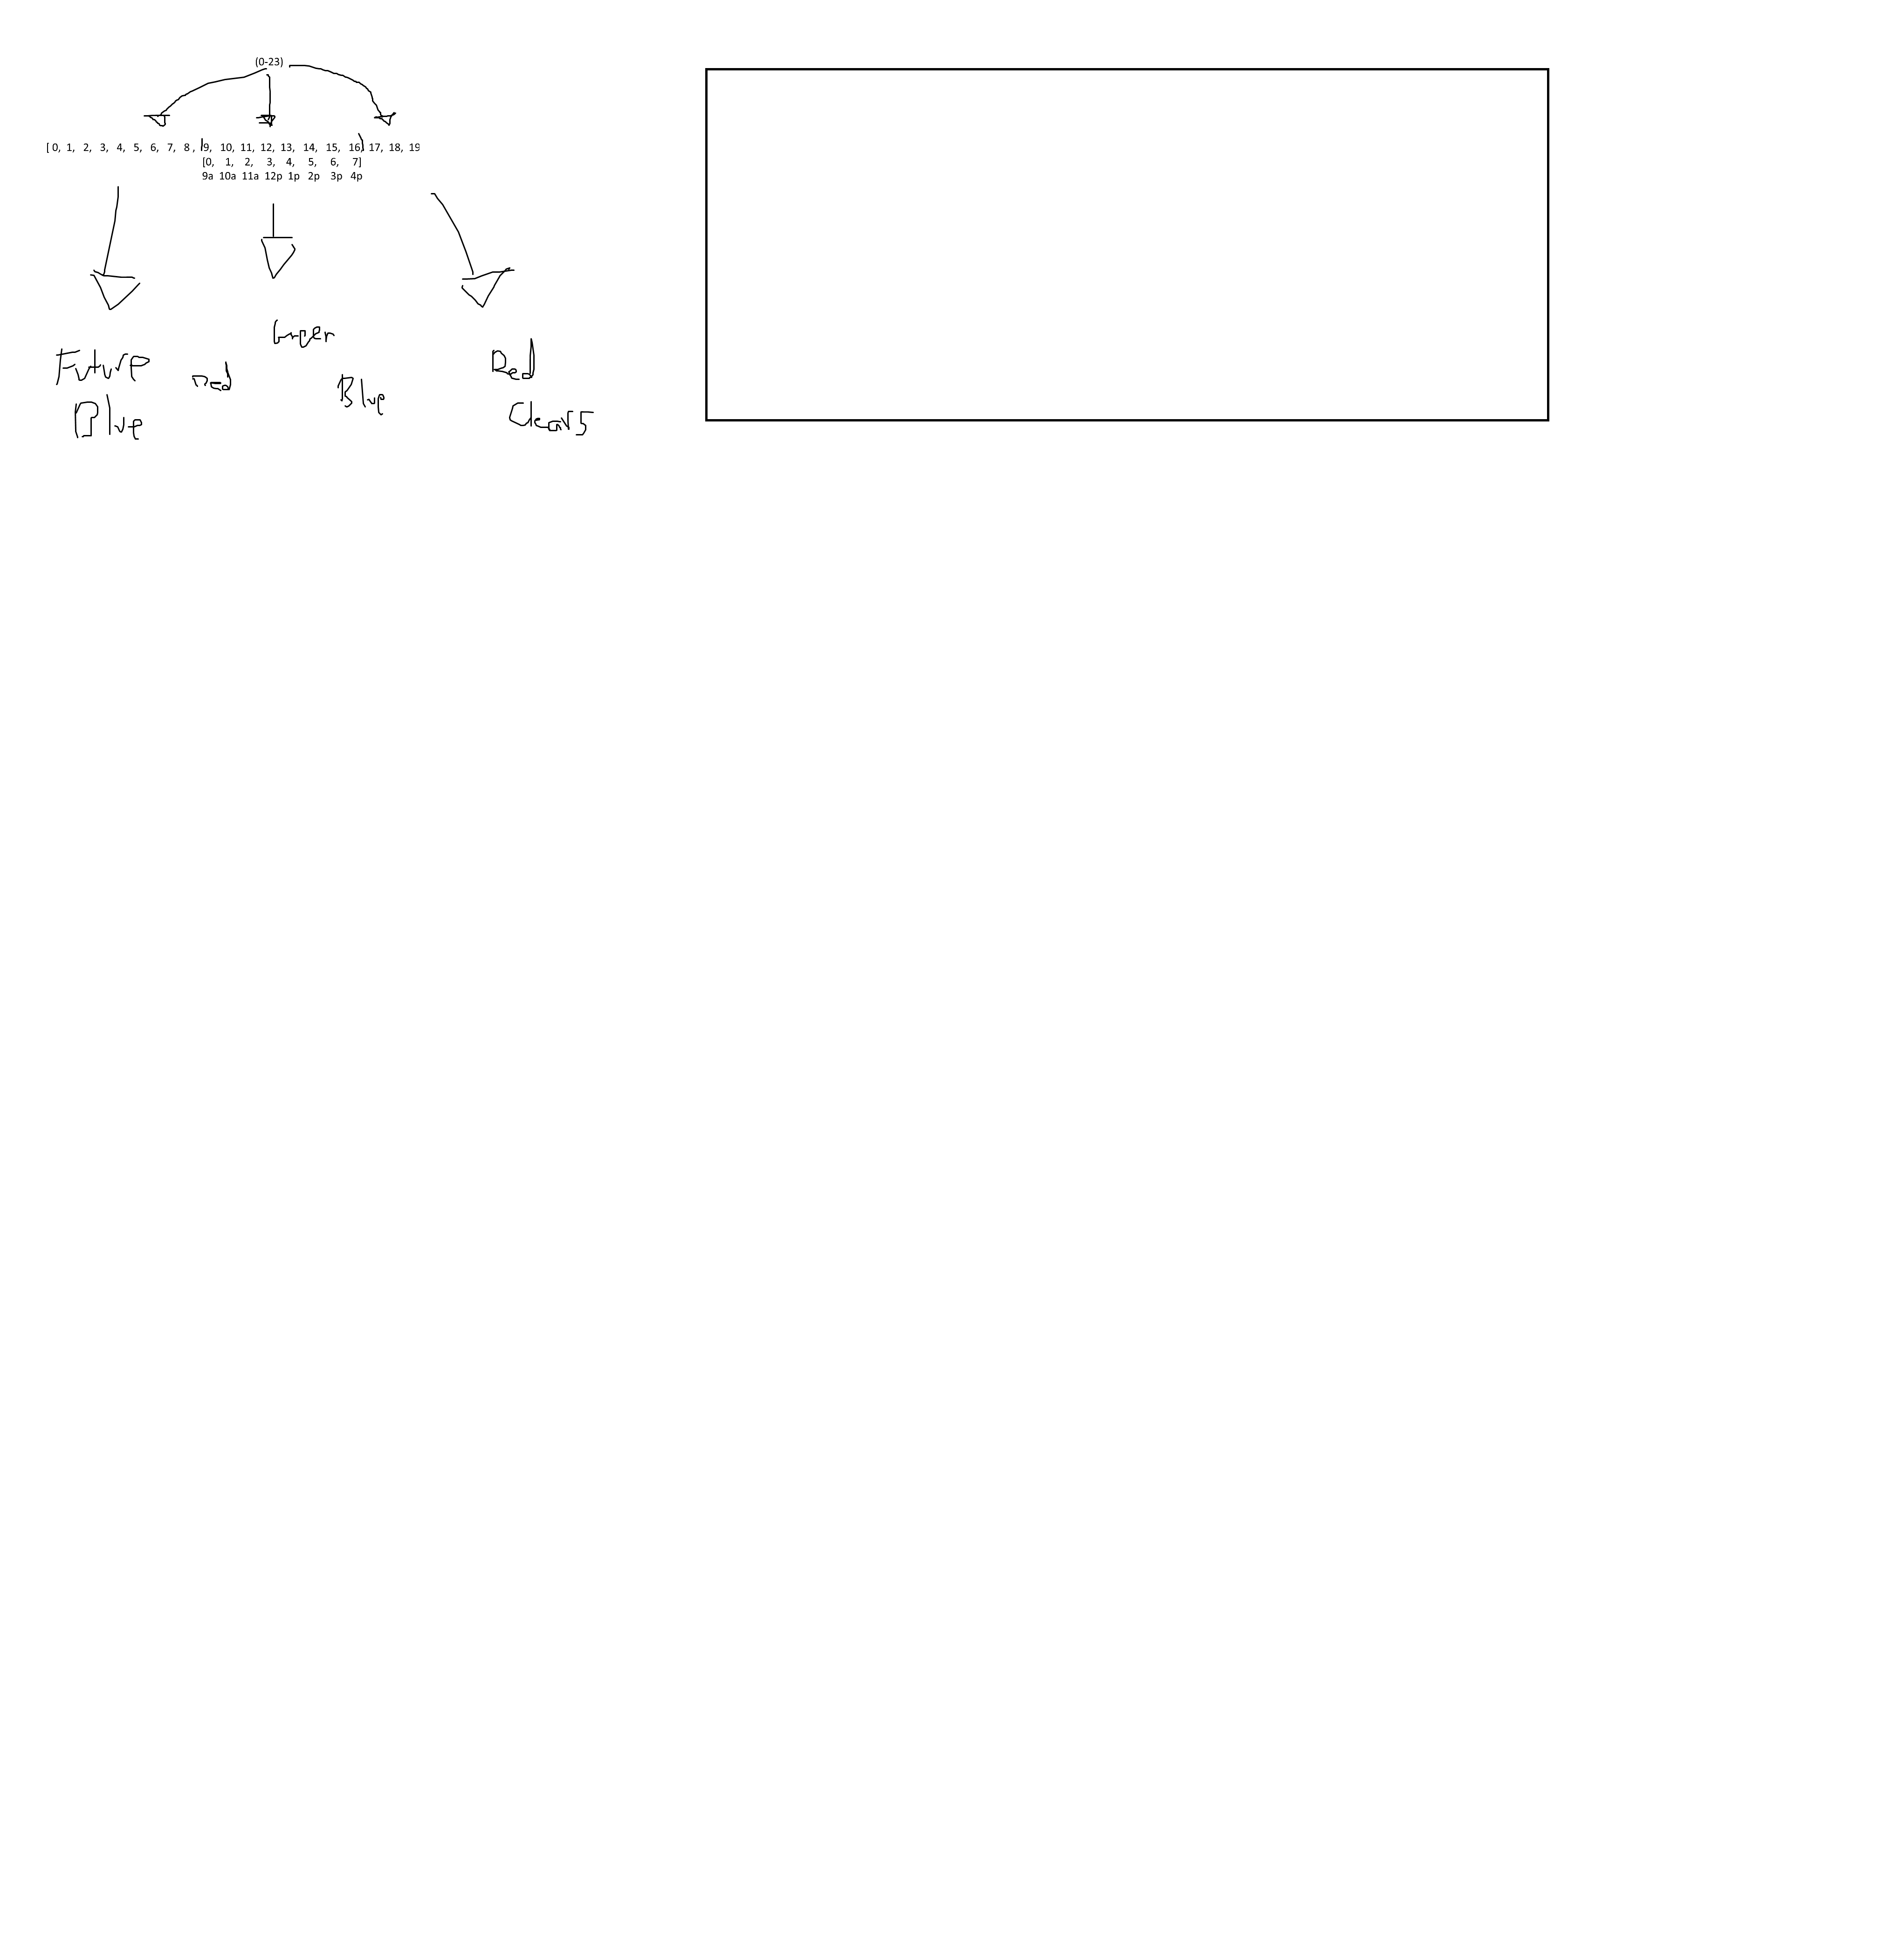 (0-23)
[ 0, 1, 2, 3, 4, 5, 6, 7, 8, 9, 10, 11, 12, 13, 14, 15, 16, 17, 18, 19
[0, 1, 2, 3, 4, 5, 6, 7]
9a 10a 11a 12p 1p 2p 3p 4p
Future
Blue
red
Blue
Red
Clears